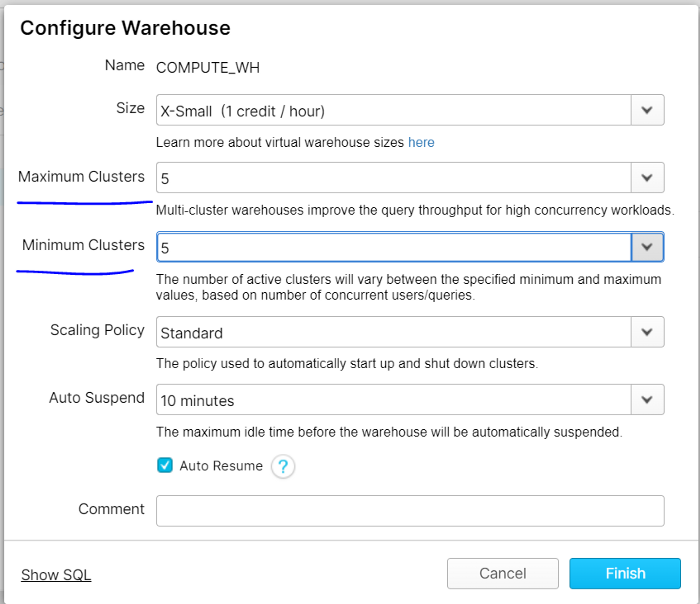 Configure Warehouse
Name COMPUTE_WH
Size X-Small (1 credit / hour)
Learn more about virtual warehouse sizes here
Maximum Clusters 5
Multi-cluster warehouses improve the query throughput for high concurrency workloads.
Minimum Clusters 5
The number of active clusters will vary between the specified minimum and maximum
values, based on number of concurrent users/queries.
Scaling Policy Standard
The policy used to automatically start up and shut down clusters.
Auto Suspend 10 minutes
The maximum idle time before the warehouse will be automatically suspended.
Auto Resume ?
Comment
Show SQL Cancel Finish